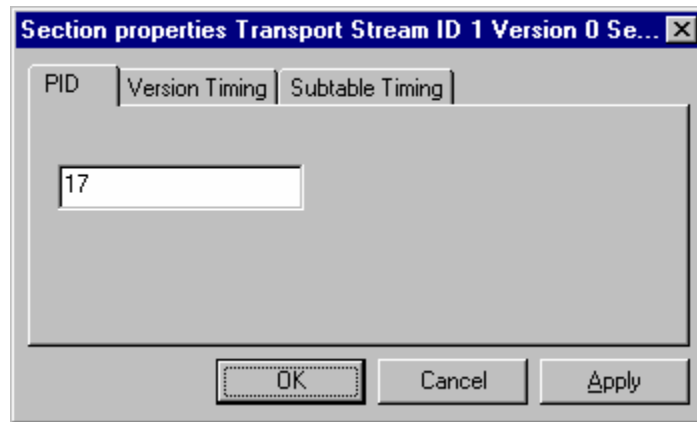 Section properties Transport Stream ID 1 Version 0 Se...
PID Version Timing Subtable Timing
17
OK Cancel Apply